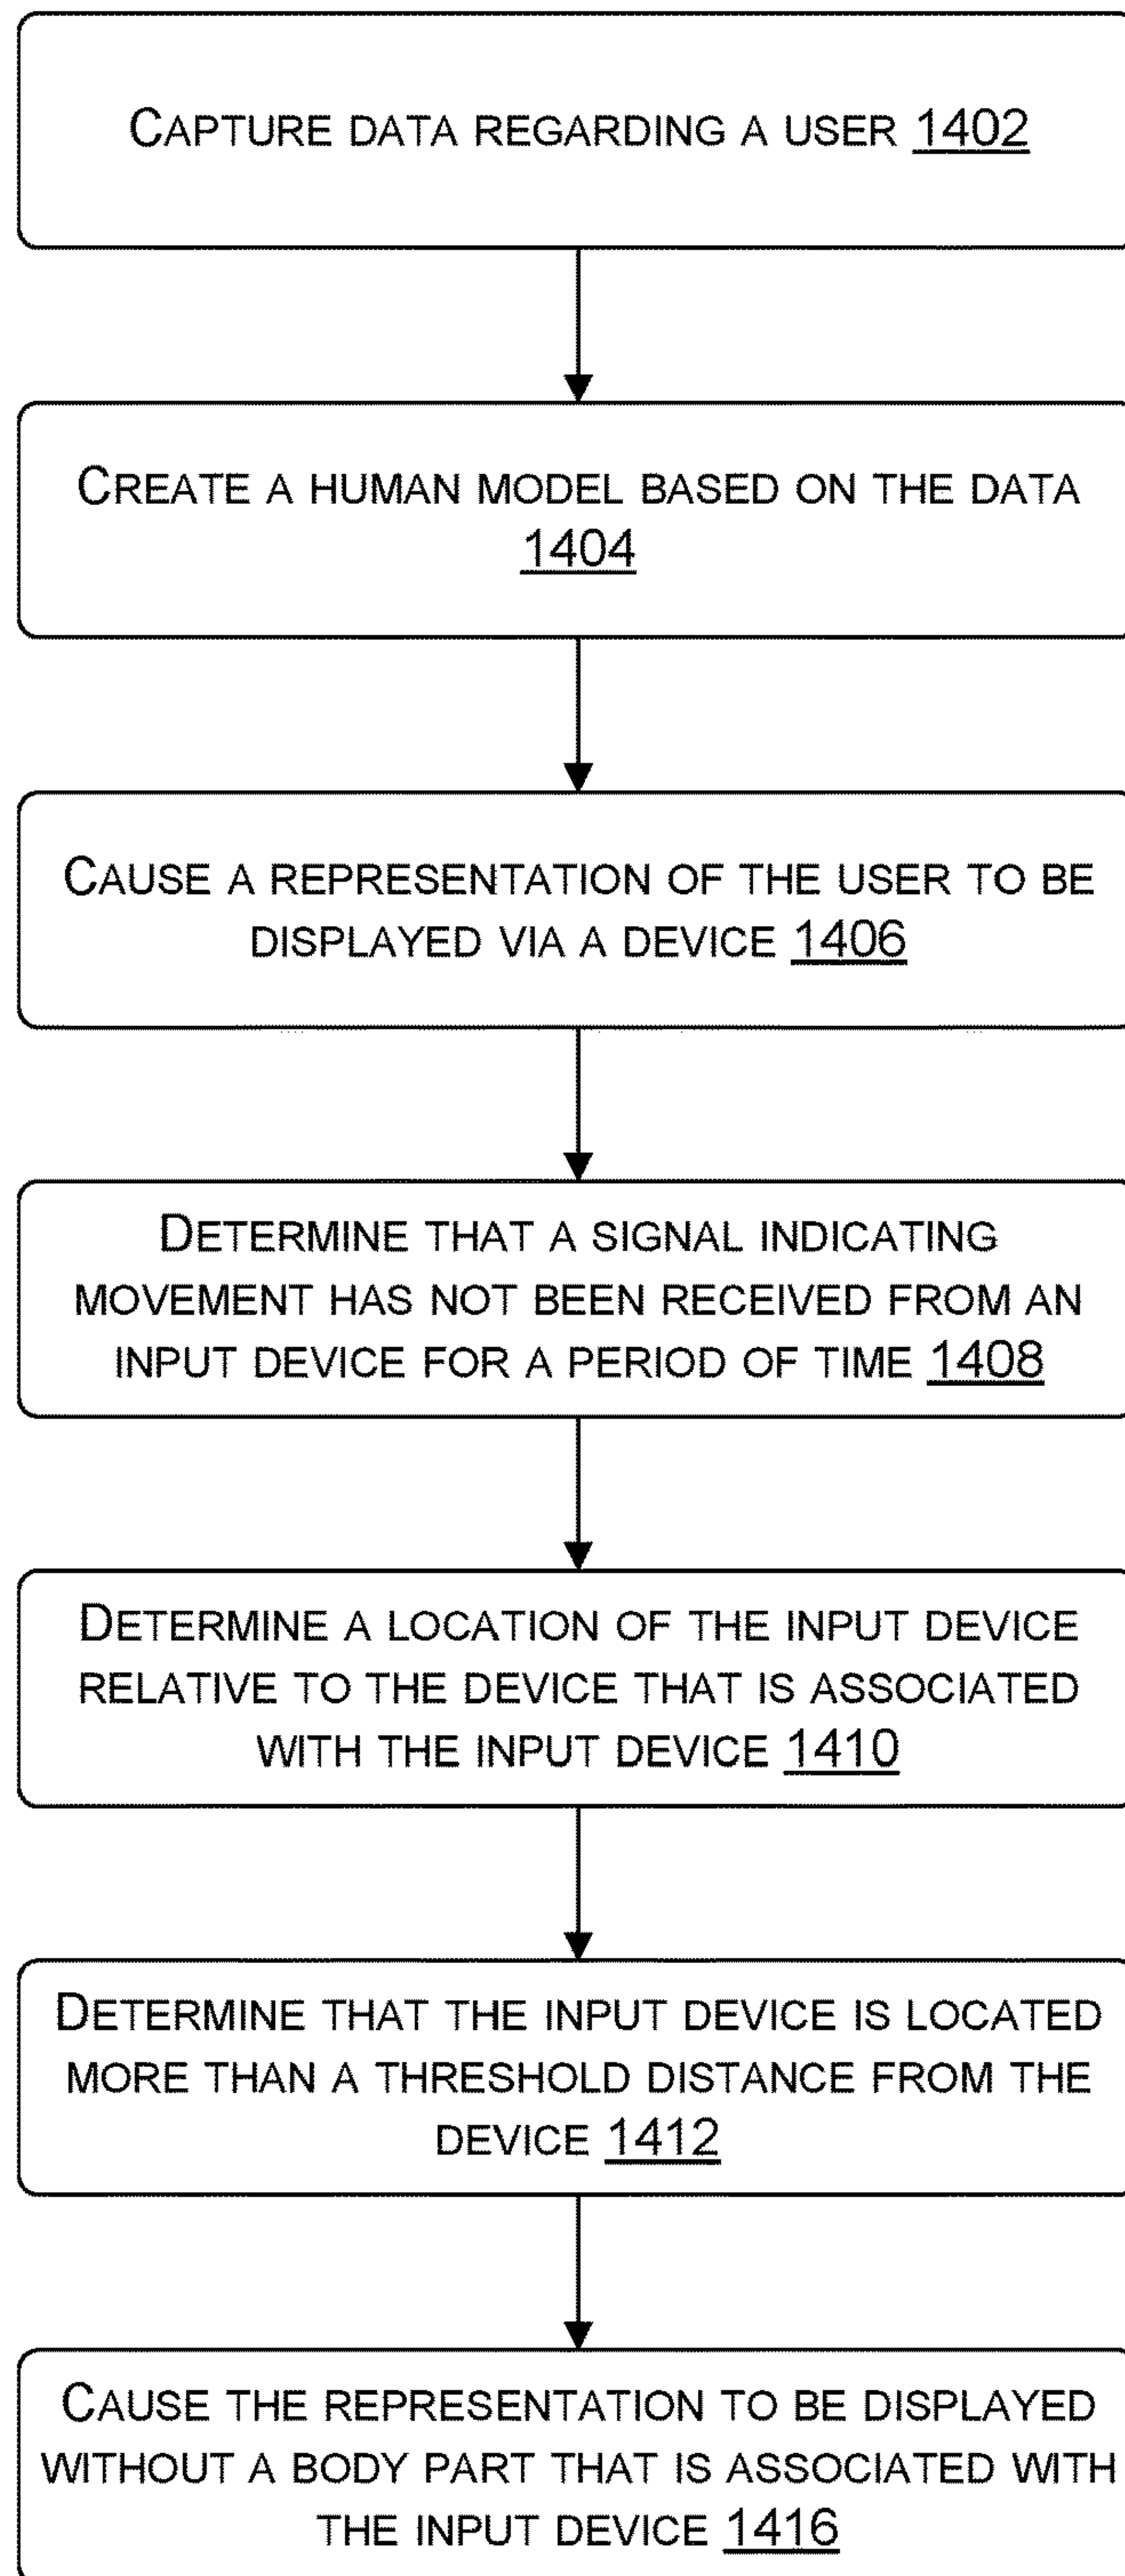 CAPTURE DATA REGARDING A USER 1402
CREATE A HUMAN MODEL BASED ON THE DATA
1404
CAUSE A REPRESENTATION OF THE USER TO BE
DISPLAYED VIA A DEVICE 1406
DETERMINE THAT A SIGNAL INDICATING
MOVEMENT HAS NOT BEEN RECEIVED FROM AN
INPUT DEVICE FOR A PERIOD OF TIME 1408
DETERMINE A LOCATION OF THE INPUT DEVICE
RELATIVE TO THE DEVICE THAT IS ASSOCIATED
WITH THE INPUT DEVICE 1410
DETERMINE THAT THE INPUT DEVICE IS LOCATED
MORE THAN A THRESHOLD DISTANCE FROM THE
DEVICE 1412
CAUSE THE REPRESENTATION TO BE DISPLAYED
WITHOUT A BODY PART THAT IS ASSOCIATED WITH
THE INPUT DEVICE 1416